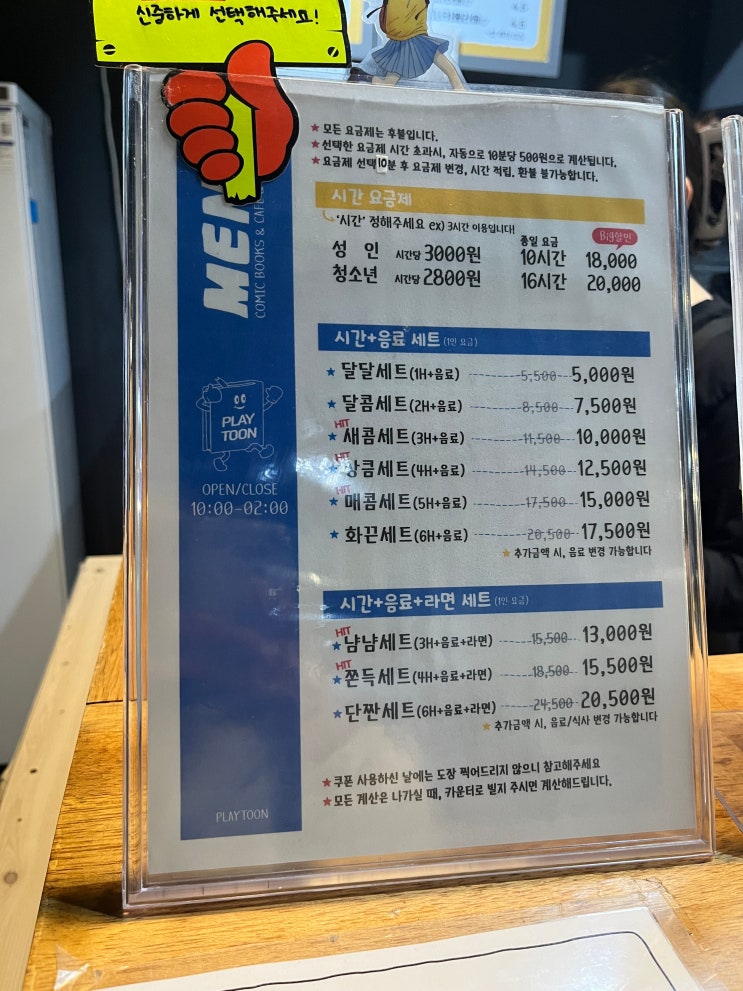 신중하게 선택해주세요!
★ 모든 요금제는 후불입니다.
★ 선택한 요금제 시간 초과시, 자동으로 10분당 500원으로 계산됩니다.
★ 요금제 선택 10분 후 요금제 변경, 시간 적립, 환불 불가능합니다.
MEN
COMIC BOOKS & CAFE
시간 요금제
'시간' 정해주세요 ex) 3시간 이용입니다!
성 인 시간당 3000원
청소년 시간당 2800원
종일 요금 Big할인
10시간 18,000
16시간 20,000
시간+음료 세트 (1인 요금)
★ 달달세트(1H+음료) 5,500 5,000원
★ 달콤세트(2H+음료) 8,500 7,500원
HIT
★ 새콤세트(3H+음료) 11,500 10,000원
HIT
★ 상큼세트(4H+음료) 14,500 12,500원
HIT
★ 매콤세트(5H+음료) 17,500 15,000원
★ 화끈세트(6H+음료) 20,500 17,500원
★ 추가금액 시, 음료 변경 가능합니다
PLAY
TOON
OPEN/CLOSE
10:00-02:00
시간+음료+라면 세트 (1인 요금)
HIT
★ 냠냠세트(3H+음료+라면) 15,500 13,000원
HIT
★ 쫀득세트(4H+음료+라면) 18,500 15,500원
★ 단짠세트(6H+음료+라면) 24,500 20,500원
★ 추가금액 시, 음료/식사 변경 가능합니다
★ 쿠폰 사용하신 날에는 도장 찍어드리지 않으니 참고해주세요
★ 모든 계산은 나가실 때, 카운터로 빌지 주시면 계산해드립니다.
PLAYTOON